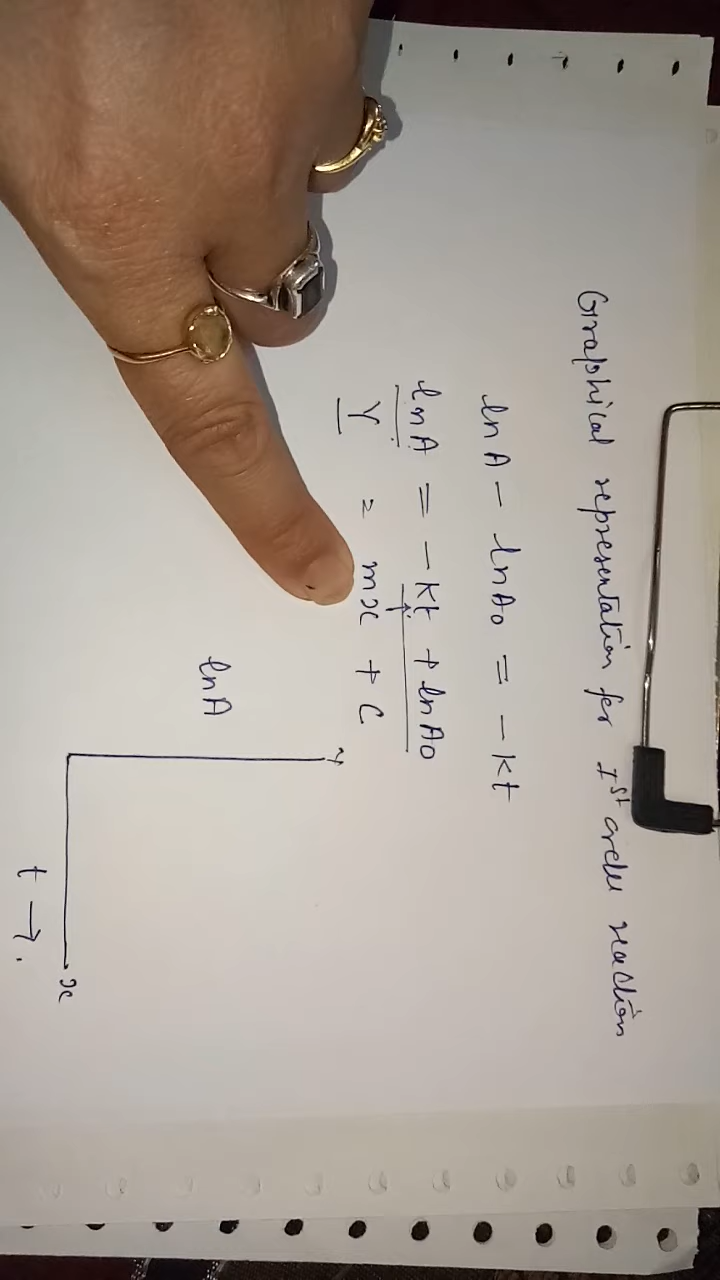 Graphical representation for Ist order reaction
ln A - ln A₀ = - Kt
ln A = - Kt + ln A₀
Y = mx + C
Y
ln A
x
t →